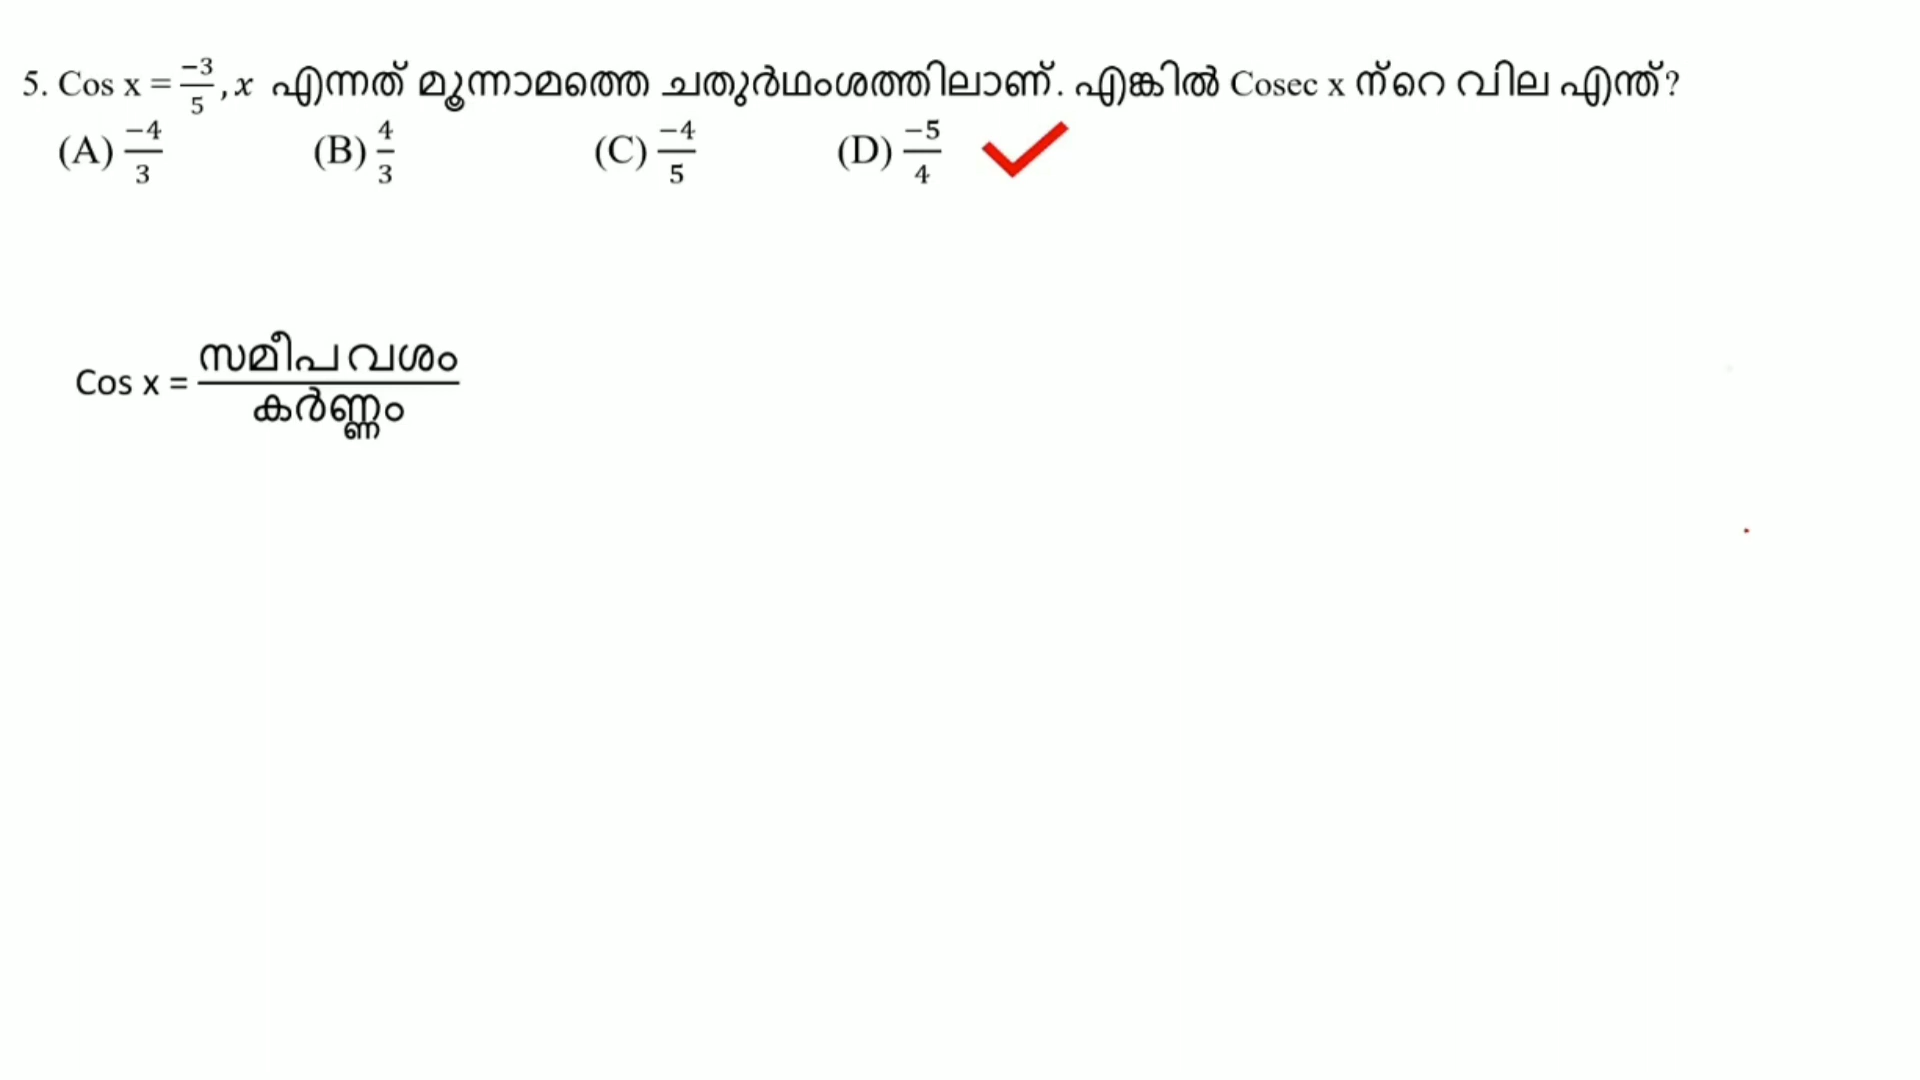 5. Cos x = −3/5 , x എന്നത് മൂന്നാമത്തെ ചതുർഥംശത്തിലാണ്. എങ്കിൽ Cosec x ന്റെ വില എന്ത്?
(A) −4/3 (B) 4/3 (C) −4/5 (D) −5/4
Cos x = സമീപ വശം/കർണ്ണം